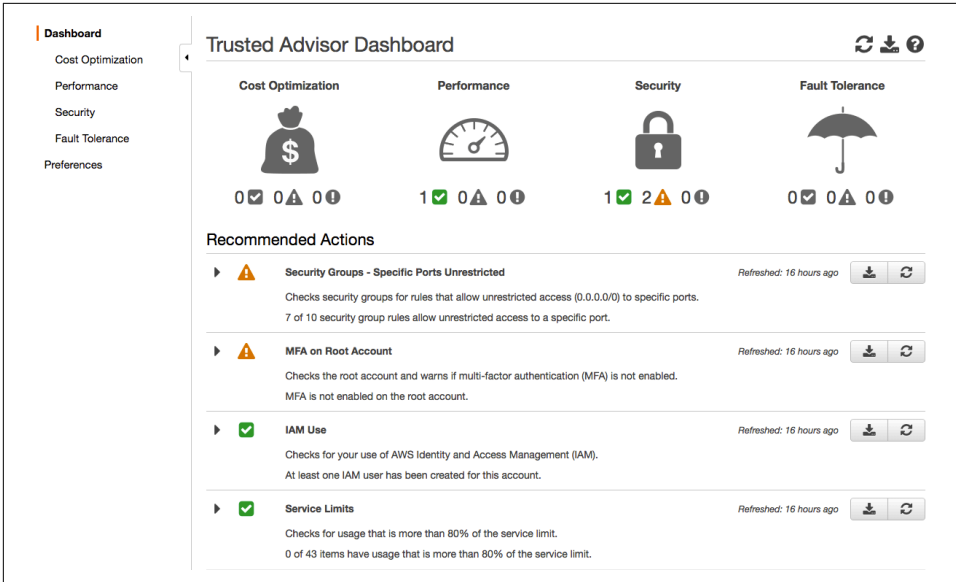 Dashboard
Cost Optimization
Performance
Security
Fault Tolerance
Preferences
Trusted Advisor Dashboard
Cost Optimization
Performance
Security
Fault Tolerance
$
0 0 0
1 0 0
1 2 0
0 0 0
Recommended Actions
Security Groups - Specific Ports Unrestricted
Refreshed: 16 hours ago
Checks security groups for rules that allow unrestricted access (0.0.0.0/0) to specific ports.
7 of 10 security group rules allow unrestricted access to a specific port.
MFA on Root Account
Refreshed: 16 hours ago
Checks the root account and warns if multi-factor authentication (MFA) is not enabled.
MFA is not enabled on the root account.
IAM Use
Refreshed: 16 hours ago
Checks for your use of AWS Identity and Access Management (IAM).
At least one IAM user has been created for this account.
Service Limits
Refreshed: 16 hours ago
Checks for usage that is more than 80% of the service limit.
0 of 43 items have usage that is more than 80% of the service limit.